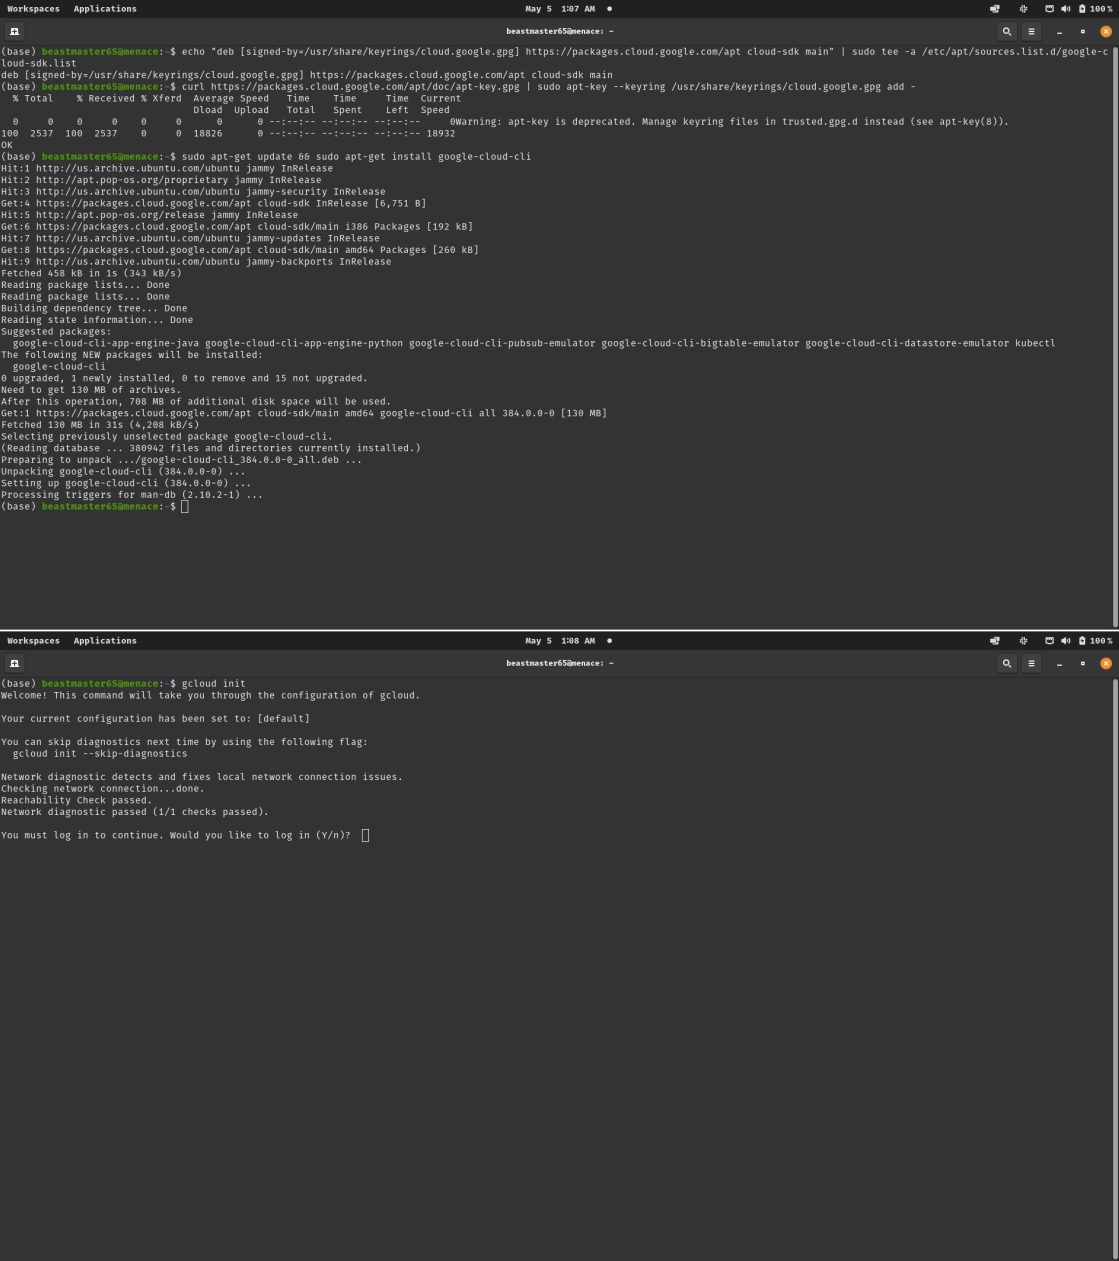 Workspaces Applications May 5 1:07 AM 100%
beastmaster65@menace: ~
(base) beastmaster65@menace:~$ echo "deb [signed-by=/usr/share/keyrings/cloud.google.gpg] https://packages.cloud.google.com/apt cloud-sdk main" | sudo tee -a /etc/apt/sources.list.d/google-c
loud-sdk.list
deb [signed-by=/usr/share/keyrings/cloud.google.gpg] https://packages.cloud.google.com/apt cloud-sdk main
(base) beastmaster65@menace:~$ curl https://packages.cloud.google.com/apt/doc/apt-key.gpg | sudo apt-key --keyring /usr/share/keyrings/cloud.google.gpg add -
  % Total    % Received % Xferd  Average Speed   Time    Time     Time  Current
                                 Dload  Upload   Total   Spent    Left  Speed
  0     0    0     0    0     0      0      0 --:--:-- --:--:-- --:--:--     0Warning: apt-key is deprecated. Manage keyring files in trusted.gpg.d instead (see apt-key(8)).
100  2537  100  2537    0     0  18826      0 --:--:-- --:--:-- --:--:-- 18932
OK
(base) beastmaster65@menace:~$ sudo apt-get update && sudo apt-get install google-cloud-cli
Hit:1 http://us.archive.ubuntu.com/ubuntu jammy InRelease
Hit:2 http://apt.pop-os.org/proprietary jammy InRelease
Hit:3 http://us.archive.ubuntu.com/ubuntu jammy-security InRelease
Get:4 https://packages.cloud.google.com/apt cloud-sdk InRelease [6,751 B]
Hit:5 http://apt.pop-os.org/release jammy InRelease
Get:6 https://packages.cloud.google.com/apt cloud-sdk/main i386 Packages [192 kB]
Hit:7 http://us.archive.ubuntu.com/ubuntu jammy-updates InRelease
Get:8 https://packages.cloud.google.com/apt cloud-sdk/main amd64 Packages [260 kB]
Hit:9 http://us.archive.ubuntu.com/ubuntu jammy-backports InRelease
Fetched 458 kB in 1s (343 kB/s)
Reading package lists... Done
Reading package lists... Done
Building dependency tree... Done
Reading state information... Done
Suggested packages:
  google-cloud-cli-app-engine-java google-cloud-cli-app-engine-python google-cloud-cli-pubsub-emulator google-cloud-cli-bigtable-emulator google-cloud-cli-datastore-emulator kubectl
The following NEW packages will be installed:
  google-cloud-cli
0 upgraded, 1 newly installed, 0 to remove and 15 not upgraded.
Need to get 130 MB of archives.
After this operation, 708 MB of additional disk space will be used.
Get:1 https://packages.cloud.google.com/apt cloud-sdk/main amd64 google-cloud-cli all 384.0.0-0 [130 MB]
Fetched 130 MB in 31s (4,208 kB/s)
Selecting previously unselected package google-cloud-cli.
(Reading database ... 380942 files and directories currently installed.)
Preparing to unpack .../google-cloud-cli_384.0.0-0_all.deb ...
Unpacking google-cloud-cli (384.0.0-0) ...
Setting up google-cloud-cli (384.0.0-0) ...
Processing triggers for man-db (2.10.2-1) ...
(base) beastmaster65@menace:~$
Workspaces Applications May 5 1:08 AM 100%
beastmaster65@menace: ~
(base) beastmaster65@menace:~$ gcloud init
Welcome! This command will take you through the configuration of gcloud.
Your current configuration has been set to: [default]
You can skip diagnostics next time by using the following flag:
  gcloud init --skip-diagnostics
Network diagnostic detects and fixes local network connection issues.
Checking network connection...done.
Reachability Check passed.
Network diagnostic passed (1/1 checks passed).
You must log in to continue. Would you like to log in (Y/n)?